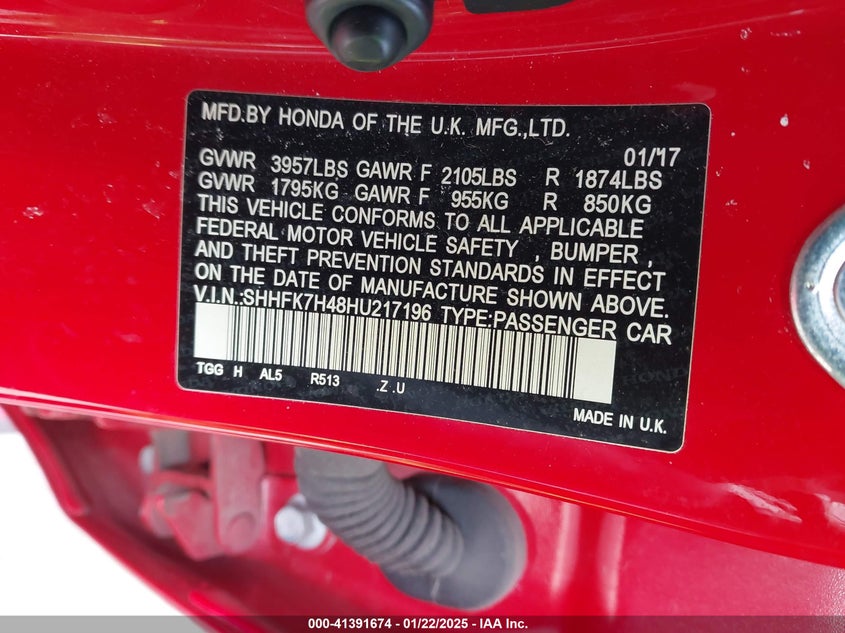 MFD.BY HONDA OF THE U.K. MFG.,LTD.
01/17
GVWR 3957LBS GAWR F 2105LBS R 1874LBS
GVWR 1795KG GAWR F 955KG R 850KG
THIS VEHICLE CONFORMS TO ALL APPLICABLE
FEDERAL MOTOR VEHICLE SAFETY , BUMPER ,
AND THEFT PREVENTION STANDARDS IN EFFECT
ON THE DATE OF MANUFACTURE SHOWN ABOVE.
V.I.N.:SHHFK7H48HU217196 TYPE:PASSENGER CAR
TGG H AL5 R513 .Z .U
MADE IN U.K.
000-41391674 — 01/22/2025 - IAA Inc.